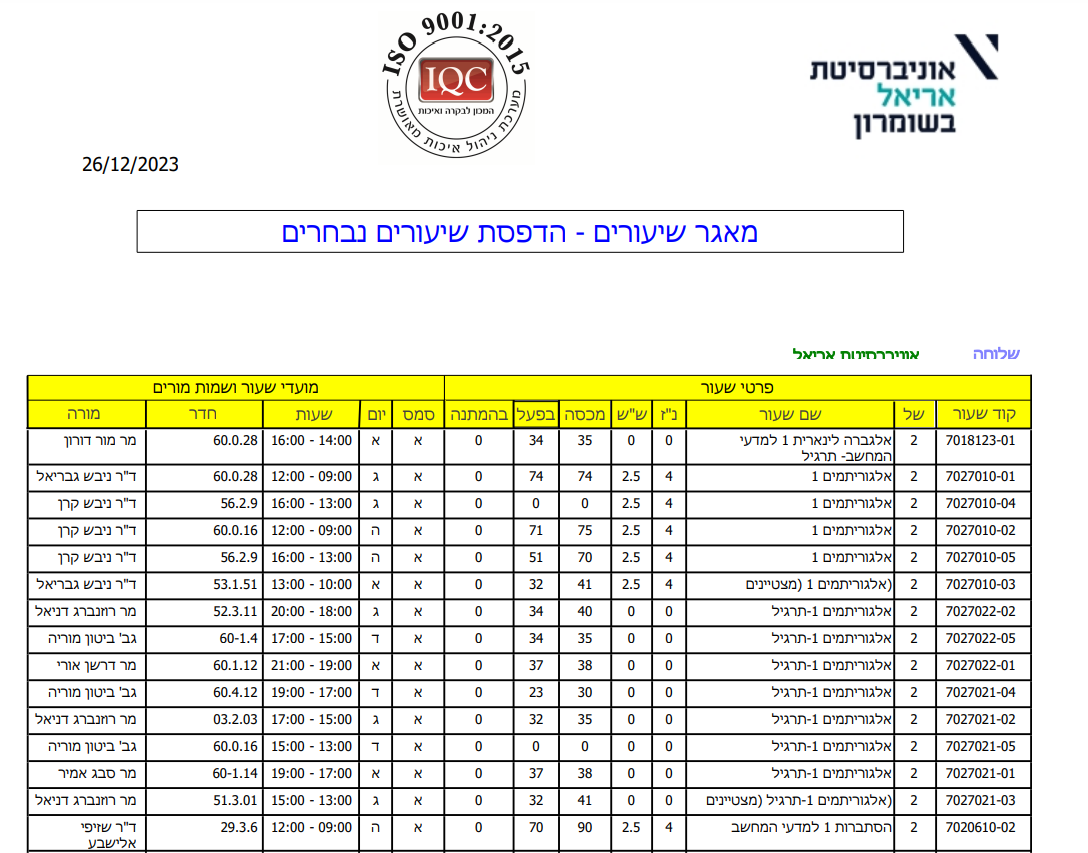 ISO 9001:2015
IQC
המכון לבקרה ואיכות
מערכת ניהול איכות מאושרת
אוניברסיטת
אריאל
בשומרון
26/12/2023
מאגר שיעורים - הדפסת שיעורים נבחרים
שלוחה אריאל
פרטי שעור מועדי שעור ושמות מורים
קוד שעור של שם שעור נ"ז ש"ש מכסה בפעל בהמתנה סמס יום שעות חדר מורה
7018123-01 2 אלגברה לינארית 1 למדעי 0 0 35 34 0 א א 14:00 - 16:00 60.0.28 מר מור דורון
המחשב- תרגיל
7027010-01 2 אלגוריתמים 1 4 2.5 74 74 0 א ג 09:00 - 12:00 60.0.28 ד"ר ניבש גבריאל
7027010-04 2 אלגוריתמים 1 4 2.5 0 0 0 א ג 13:00 - 16:00 56.2.9 ד"ר ניבש קרן
7027010-02 2 אלגוריתמים 1 4 2.5 75 71 0 א ה 09:00 - 12:00 60.0.16 ד"ר ניבש קרן
7027010-05 2 אלגוריתמים 1 4 2.5 70 51 0 א ה 13:00 - 16:00 56.2.9 ד"ר ניבש קרן
7027010-03 2 אלגוריתמים 1 (מצטיינים) 4 2.5 41 32 0 א א 10:00 - 13:00 53.1.51 ד"ר ניבש גבריאל
7027022-02 2 אלגוריתמים 1-תרגיל 0 0 40 34 0 א ג 18:00 - 20:00 52.3.11 מר רוזנברג דניאל
7027022-05 2 אלגוריתמים 1-תרגיל 0 0 35 34 0 א ד 15:00 - 17:00 60-1.4 גב' ביטון מוריה
7027022-01 2 אלגוריתמים 1-תרגיל 0 0 38 37 0 א א 19:00 - 21:00 60.1.12 מר דרשן אורי
7027021-04 2 אלגוריתמים 1-תרגיל 0 0 30 23 0 א ד 17:00 - 19:00 60.4.12 גב' ביטון מוריה
7027021-02 2 אלגוריתמים 1-תרגיל 0 0 35 32 0 א ג 15:00 - 17:00 03.2.03 מר רוזנברג דניאל
7027021-05 2 אלגוריתמים 1-תרגיל 0 0 0 0 0 א ד 13:00 - 15:00 60.0.16 גב' ביטון מוריה
7027021-01 2 אלגוריתמים 1-תרגיל 0 0 38 37 0 א א 17:00 - 19:00 60-1.14 מר סבג אמיר
7027021-03 2 אלגוריתמים 1-תרגיל (מצטיינים) 0 0 41 32 0 א ג 13:00 - 15:00 51.3.01 מר רוזנברג דניאל
7020610-02 2 הסתברות 1 למדעי המחשב 4 2.5 90 70 0 א ה 09:00 - 12:00 29.3.6 ד"ר שזיפי
אלישבע